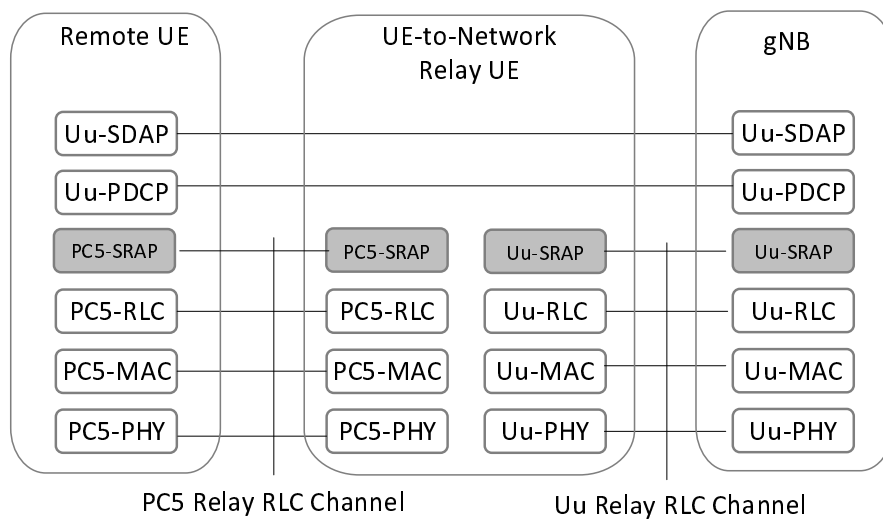 Remote UE
UE-to-Network
Relay UE
gNB
Uu-SDAP
Uu-SDAP
Uu-PDCP
Uu-PDCP
PC5-SRAP
PC5-SRAP
Uu-SRAP
Uu-SRAP
PC5-RLC
PC5-RLC
Uu-RLC
Uu-RLC
PC5-MAC
PC5-MAC
Uu-MAC
Uu-MAC
PC5-PHY
PC5-PHY
Uu-PHY
Uu-PHY
PC5 Relay RLC Channel
Uu Relay RLC Channel